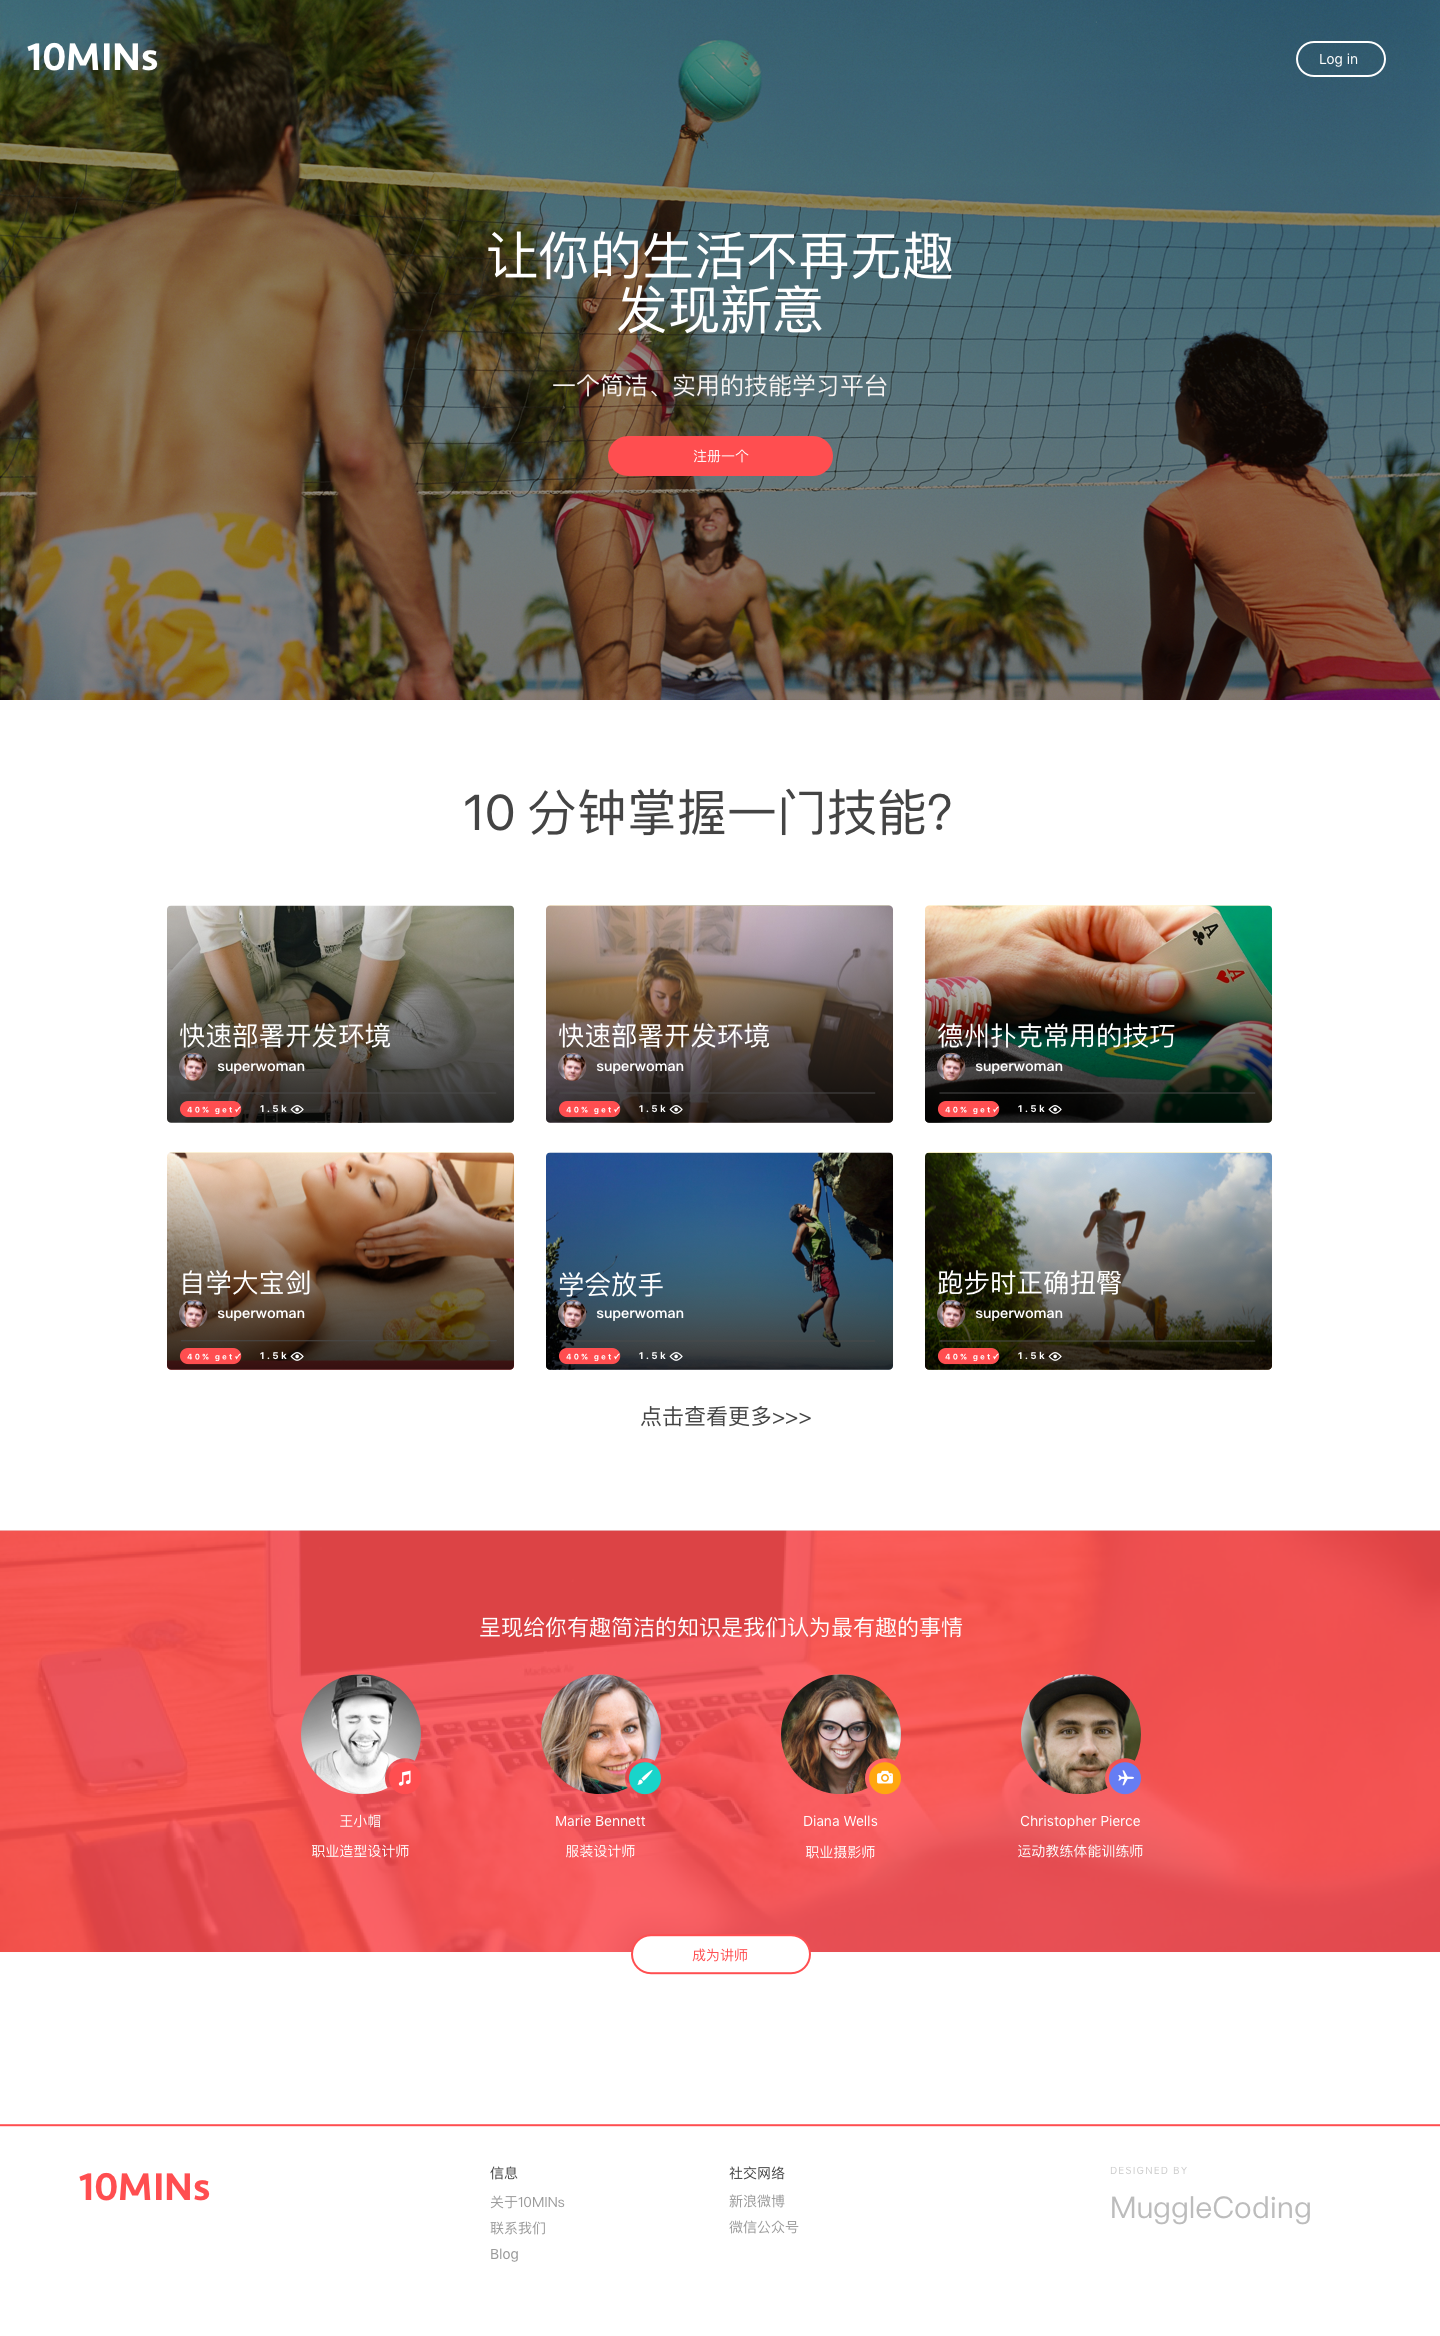 10MINs
Log in
让你的生活不再无趣
发现新意
一个简洁、实用的技能学习平台
注册一个
10 分钟掌握一门技能?
快速部署开发环境
superwoman
40% get✓ 1.5k
快速部署开发环境
superwoman
40% get✓ 1.5k
德州扑克常用的技巧
superwoman
40% get✓ 1.5k
自学大宝剑
superwoman
40% get✓ 1.5k
学会放手
superwoman
40% get✓ 1.5k
跑步时正确扭臀
superwoman
40% get✓ 1.5k
点击查看更多>>>
呈现给你有趣简洁的知识是我们认为最有趣的事情
王小帽
职业造型设计师
Marie Bennett
服装设计师
Diana Wells
职业摄影师
Christopher Pierce
运动教练体能训练师
成为讲师
10MINs
信息
关于10MINs
联系我们
Blog
社交网络
新浪微博
微信公众号
DESIGNED BY
MuggleCoding